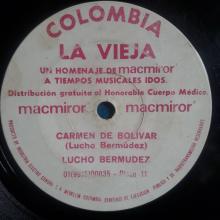 COLOMBIA
LA VIEJA
UN HOMENAJE DE macmiror
A TIEMPOS MUSICALES IDOS.
Distribución gratuita al Honorable Cuerpo Médico.
macmiror macmiror
CARMEN DE BOLIVAR
(Lucho Bermúdez)
LUCHO BERMUDEZ